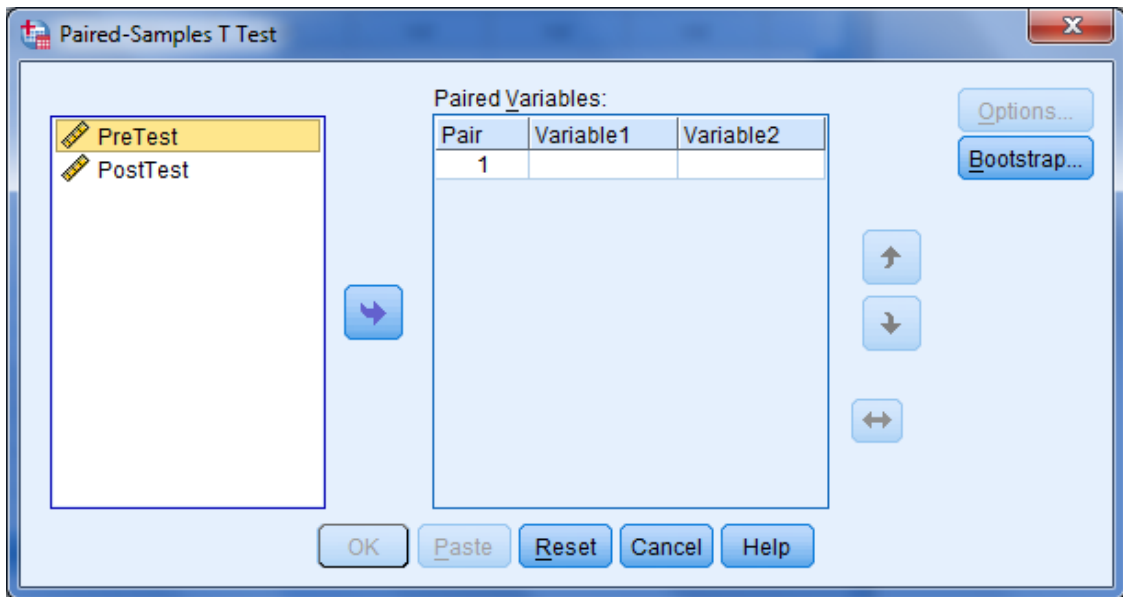 Paired-Samples T Test
PreTest
PostTest
Paired Variables:
Pair Variable1 Variable2
1
Options...
Bootstrap...
OK Paste Reset Cancel Help